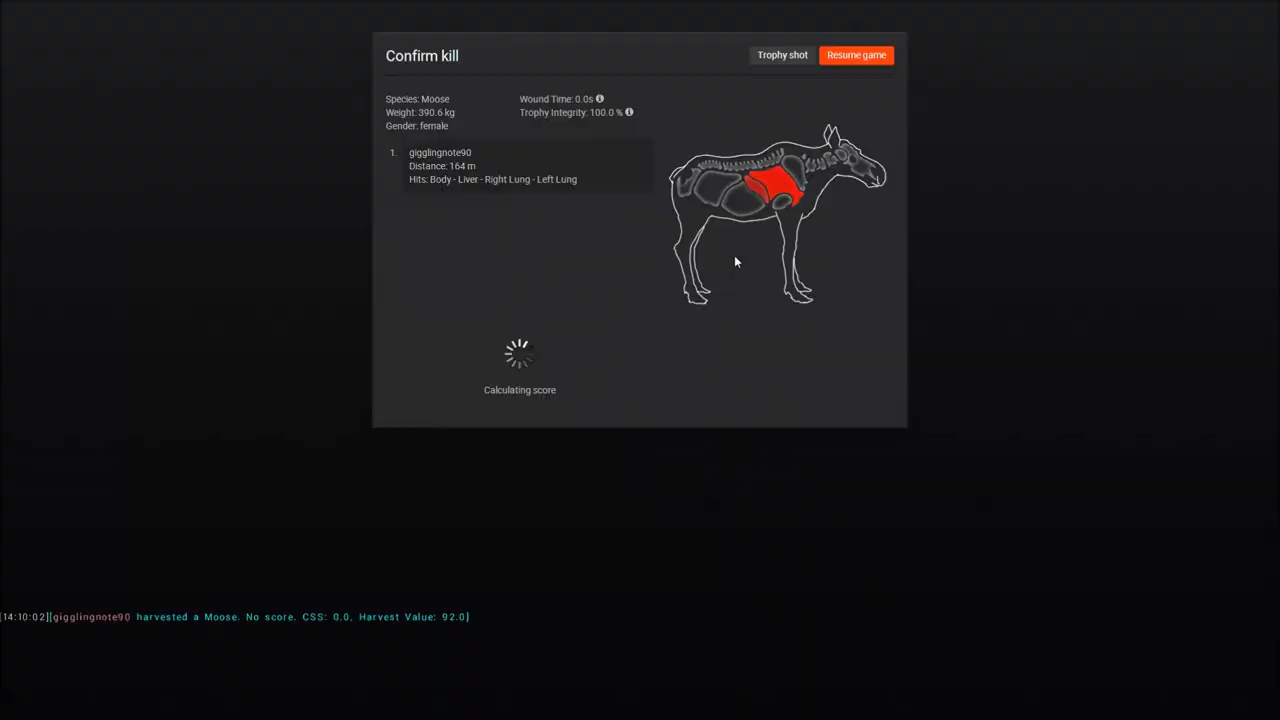 Confirm kill
Trophy shot
Resume game
Species: Moose
Wound Time: 0.0s
Weight: 390.6 kg
Trophy Integrity: 100.0 %
Gender: female
1. gigglingnote90
Distance: 164 m
Hits: Body - Liver - Right Lung - Left Lung
Calculating score
[14:10:02][gigglingnote90 harvested a Moose. No score. CSS: 0.0, Harvest Value: 92.0]